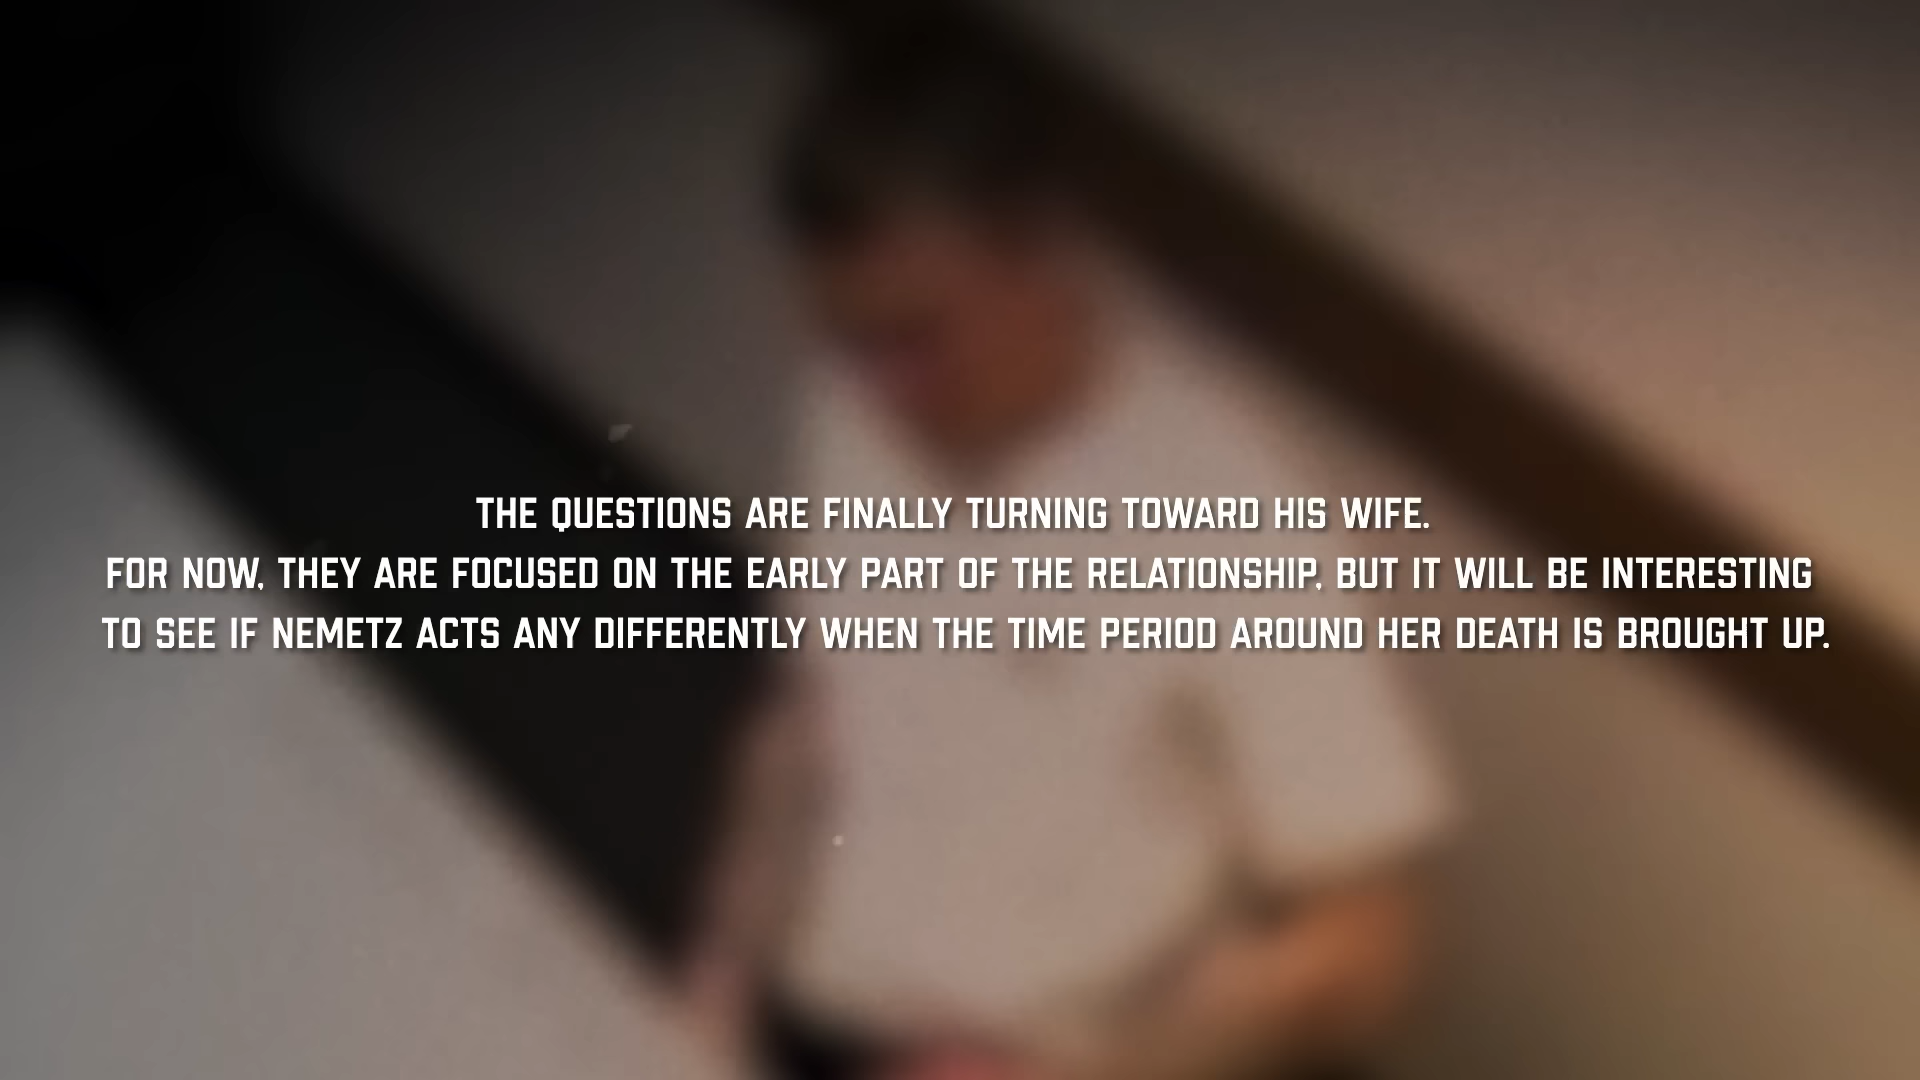 THE QUESTIONS ARE FINALLY TURNING TOWARD HIS WIFE.
FOR NOW, THEY ARE FOCUSED ON THE EARLY PART OF THE RELATIONSHIP, BUT IT WILL BE INTERESTING
TO SEE IF NEMETZ ACTS ANY DIFFERENTLY WHEN THE TIME PERIOD AROUND HER DEATH IS BROUGHT UP.